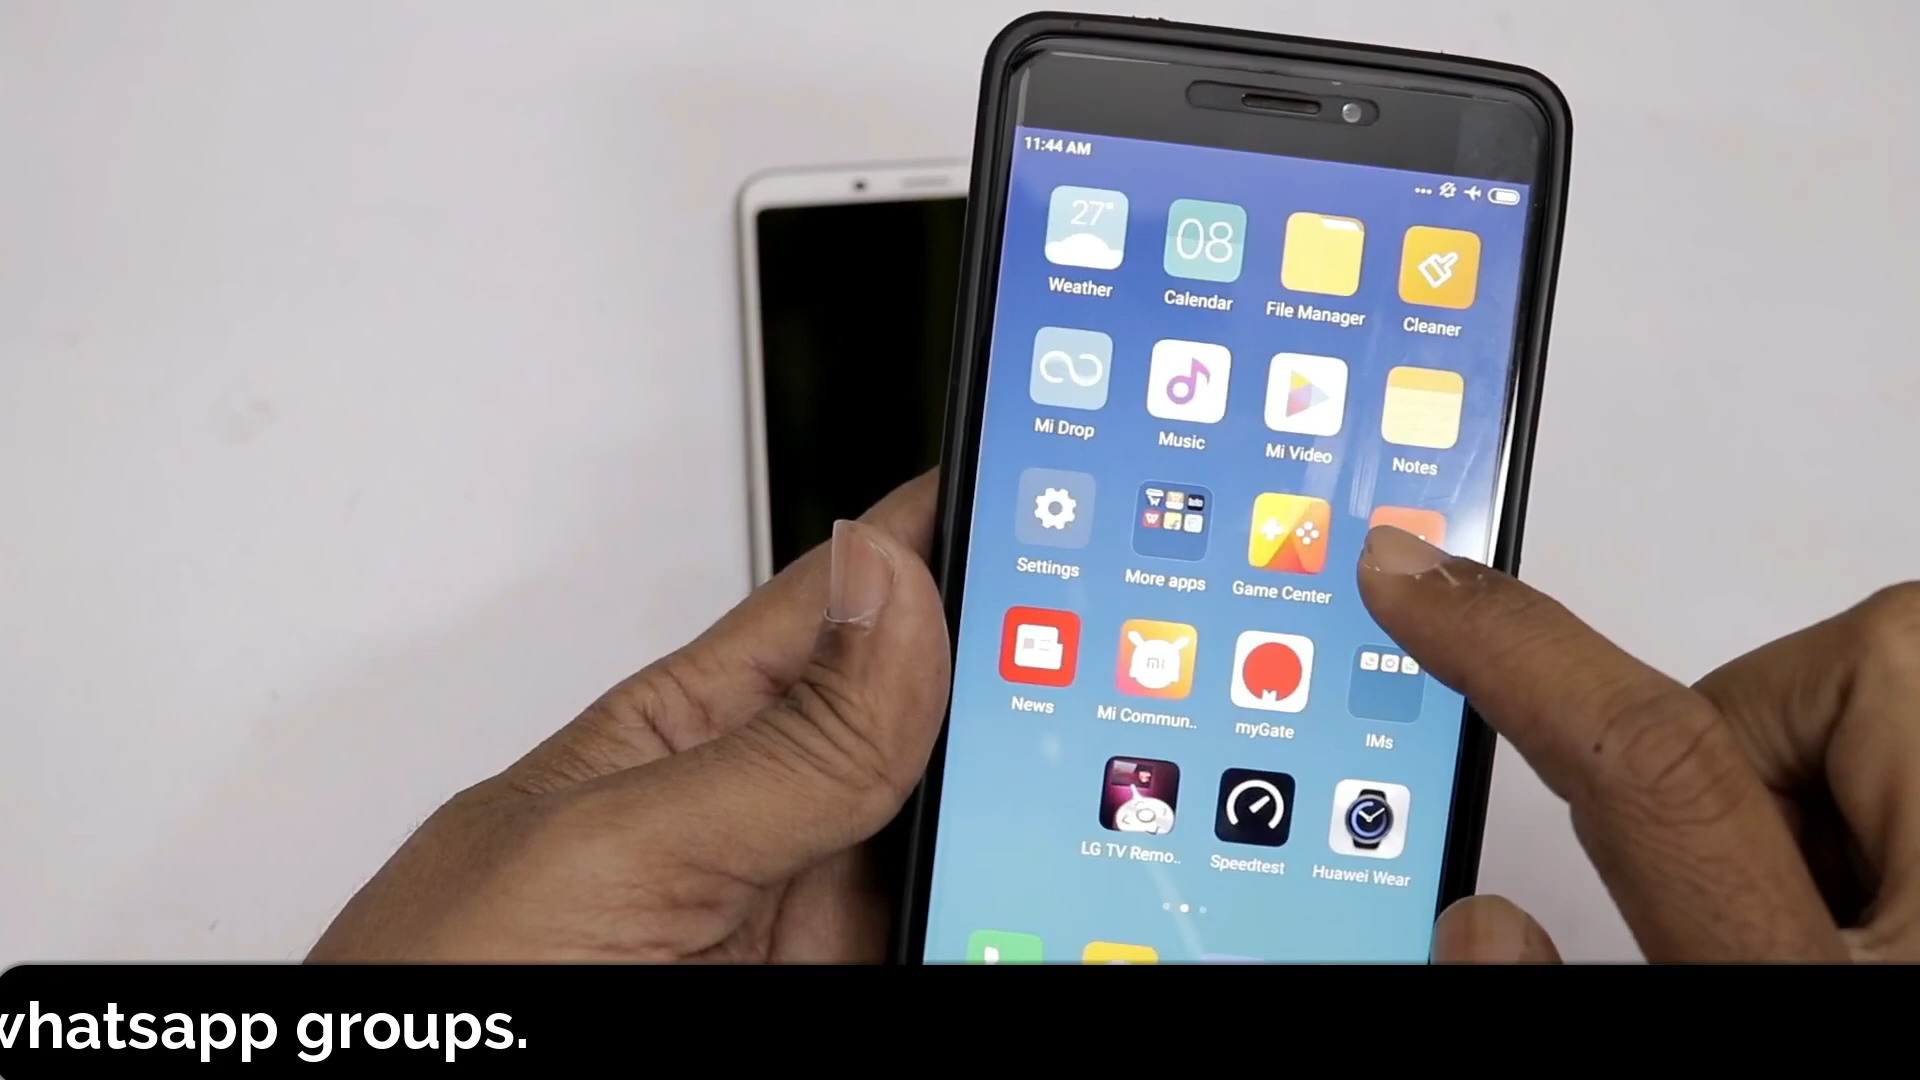 11:44 AM
27°
08
Weather
Calendar
File Manager
Cleaner
Mi Drop
Music
Mi Video
Notes
Settings
More apps
Game Center
News
mi
Mi Commun..
M
myGate
IMs
LG TV Remo..
Speedtest
Huawei Wear
whatsapp groups.